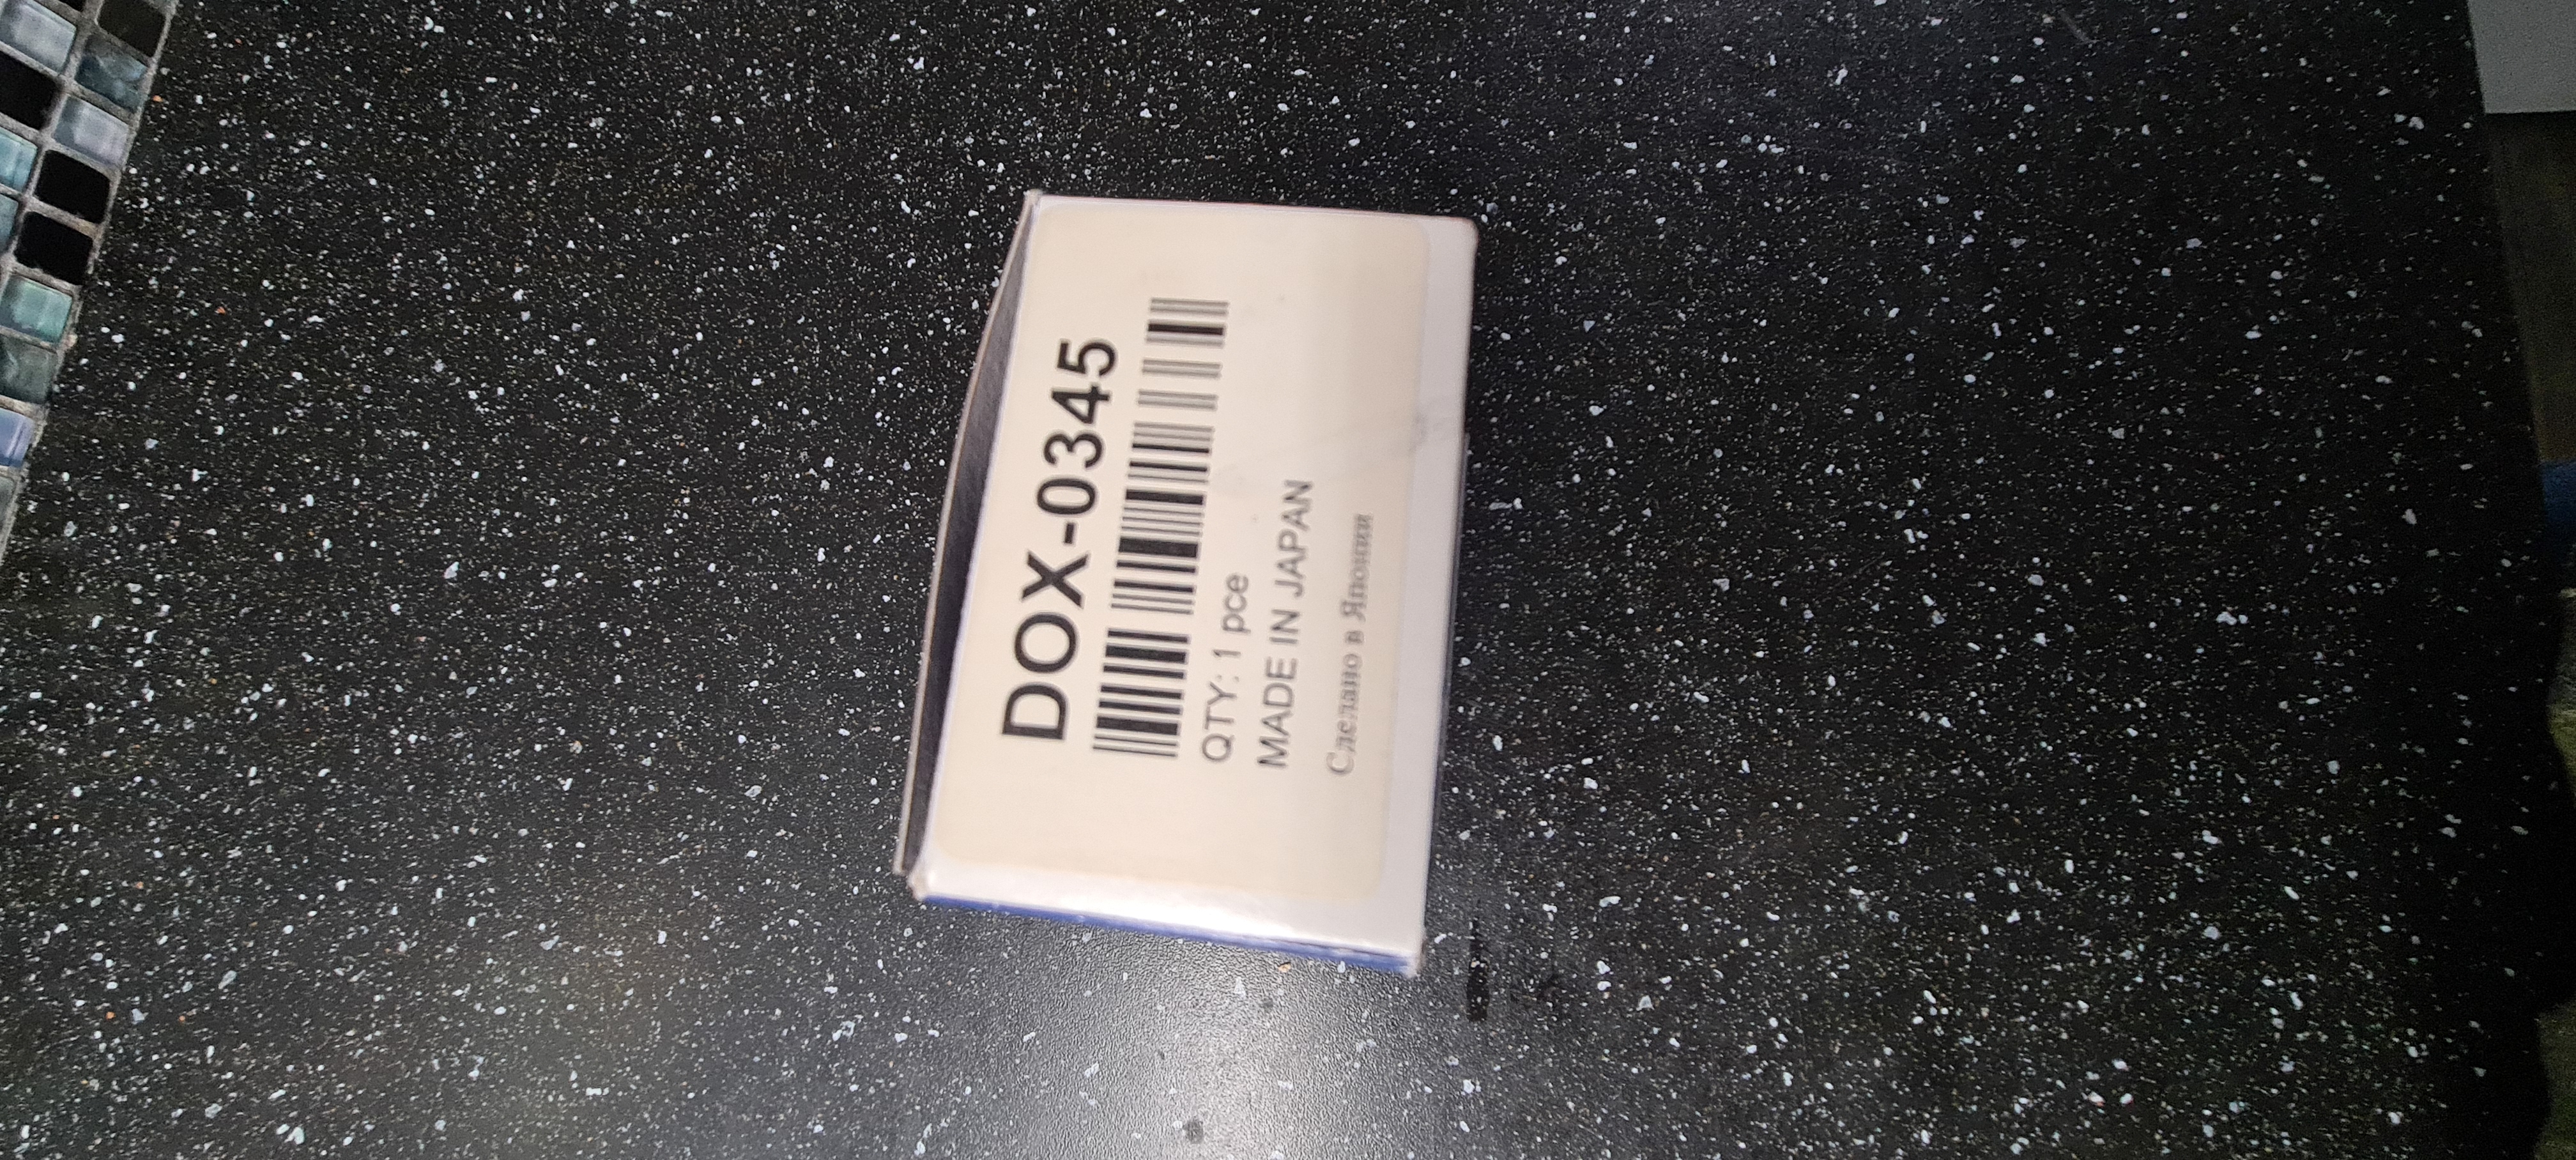 DOX-0345
QTY: 1 pce
MADE IN JAPAN
Сделано в Японии